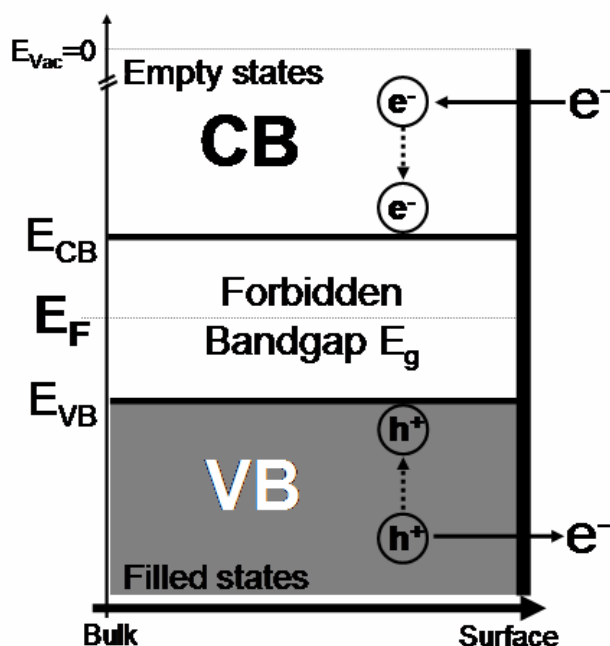 E_Vac=0
Empty states
CB
e⁻
e⁻
e⁻
E_CB
Forbidden
E_F
Bandgap E_g
E_VB
h⁺
VB
h⁺
e⁻
Filled states
Bulk
Surface